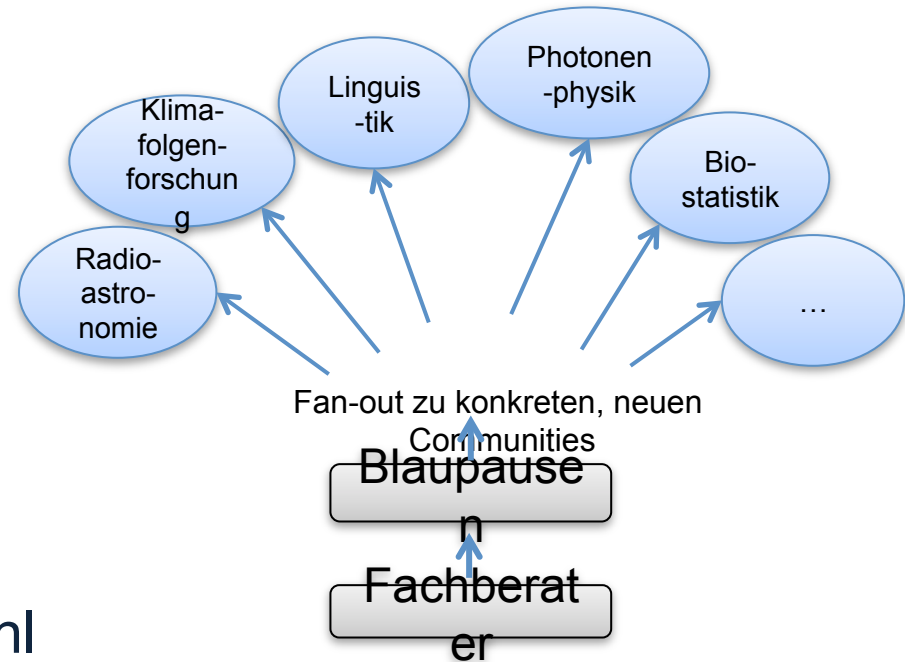 Photonen
-physik
Linguis
-tik
Klima-
folgen-
forschun
g
Bio-
statistik
Radio-
astro-
nomie
…
Fan-out zu konkreten, neuen
Communities
Blaupause
n
Fachberat
er
hl